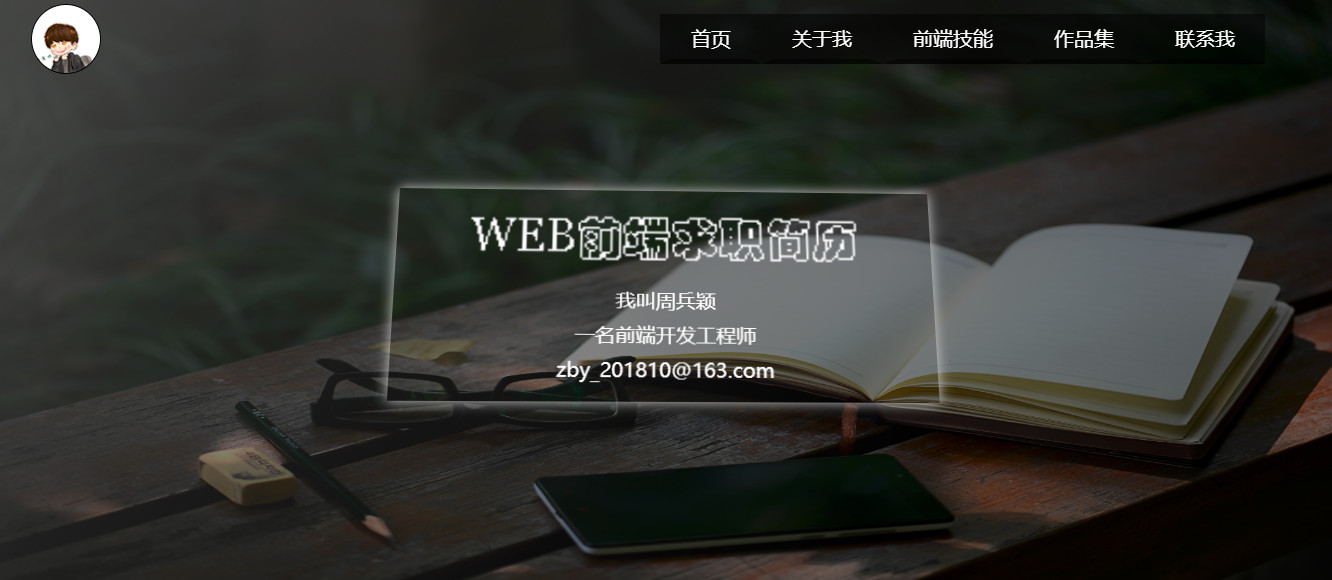 首页 关于我 前端技能 作品集 联系我
WEB前端求职简历
我叫周兵颖
一名前端开发工程师
zby_201810@163.com